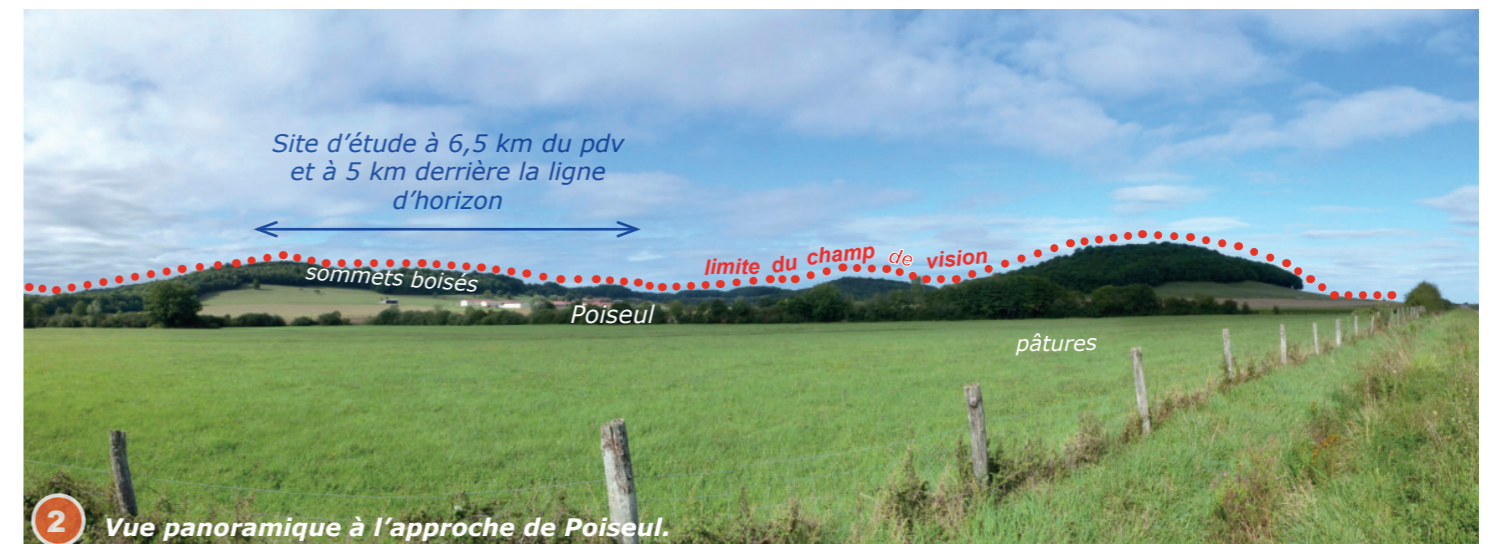 Site d’étude à 6,5 km du pdv
et à 5 km derrière la ligne
d’horizon
limite du champ de vision
sommets boisés
Poiseul
pâtures
2 Vue panoramique à l’approche de Poiseul.